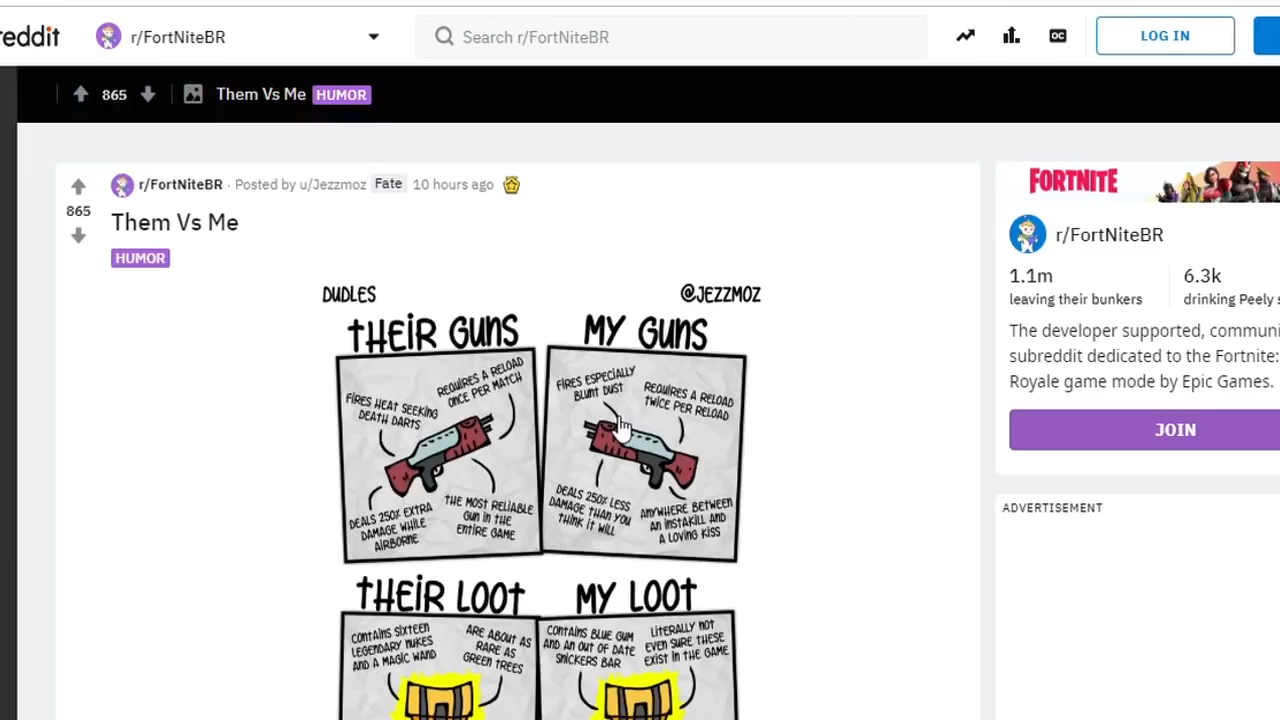 reddit
r/FortNiteBR
Search r/FortNiteBR
OC
LOG IN
865
Them Vs Me
HUMOR
r/FortNiteBR · Posted by u/Jezzmoz Fate 10 hours ago
865
Them Vs Me
HUMOR
DUDLES
@JEZZMOZ
THEIR GUNS
FIRES HEAT SEEKING
DEATH DARTS
REQUIRES A RELOAD
ONCE PER MATCH
DEALS 250% EXTRA
DAMAGE WHILE
AIRBORNE
THE MOST RELIABLE
GUN IN THE
ENTIRE GAME
MY GUNS
FIRES ESPECIALLY
BLUNT DUST
REQUIRES A RELOAD
TWICE PER RELOAD
DEALS 250% LESS
DAMAGE THAN YOU
THINK IT WILL
ANYWHERE BETWEEN
AN INSTAKILL AND
A LOVING KISS
THEIR LOOT
CONTAINS SIXTEEN
LEGENDARY NUKES
AND A MAGIC WAND
ARE ABOUT AS
RARE AS
GREEN TREES
MY LOOT
CONTAINS BLUE GUM
AND AN OUT OF DATE
SNICKERS BAR
LITERALLY NOT
EVEN SURE THESE
EXIST IN THE GAME
FORTNITE
r/FortNiteBR
1.1m
leaving their bunkers
6.3k
drinking Peely s
The developer supported, communi
subreddit dedicated to the Fortnite:
Royale game mode by Epic Games.
JOIN
ADVERTISEMENT